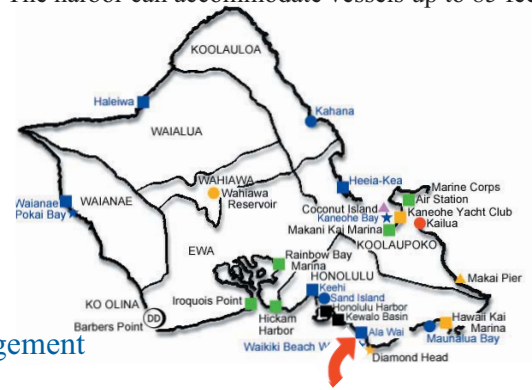 The harbor can accommodate vessels up to 85
KOOLAULOA
Haleiwa
Kahana
WAIALUA
WAHIAWA
Wahiawa
Reservoir
Heeia-Kea
Marine Corps
Air Station
Coconut Island
Kaneohe Bay
Kaneohe Yacht Club
Kailua
Makani Kai Marina
KOOLAUPOKO
Waianae
Pokai Bay
WAIANAE
EWA
Rainbow Bay
Marina
HONOLULU
Makai Pier
Keehi
Sand Island
Iroquois Point
KO OLINA
DD
Barbers Point
Hickam
Harbor
Honolulu Harbor
Kewalo Basin
Ala Wai
Hawaii Kai
Marina
Maunalua Bay
Waikiki Beach
Diamond Head
gement